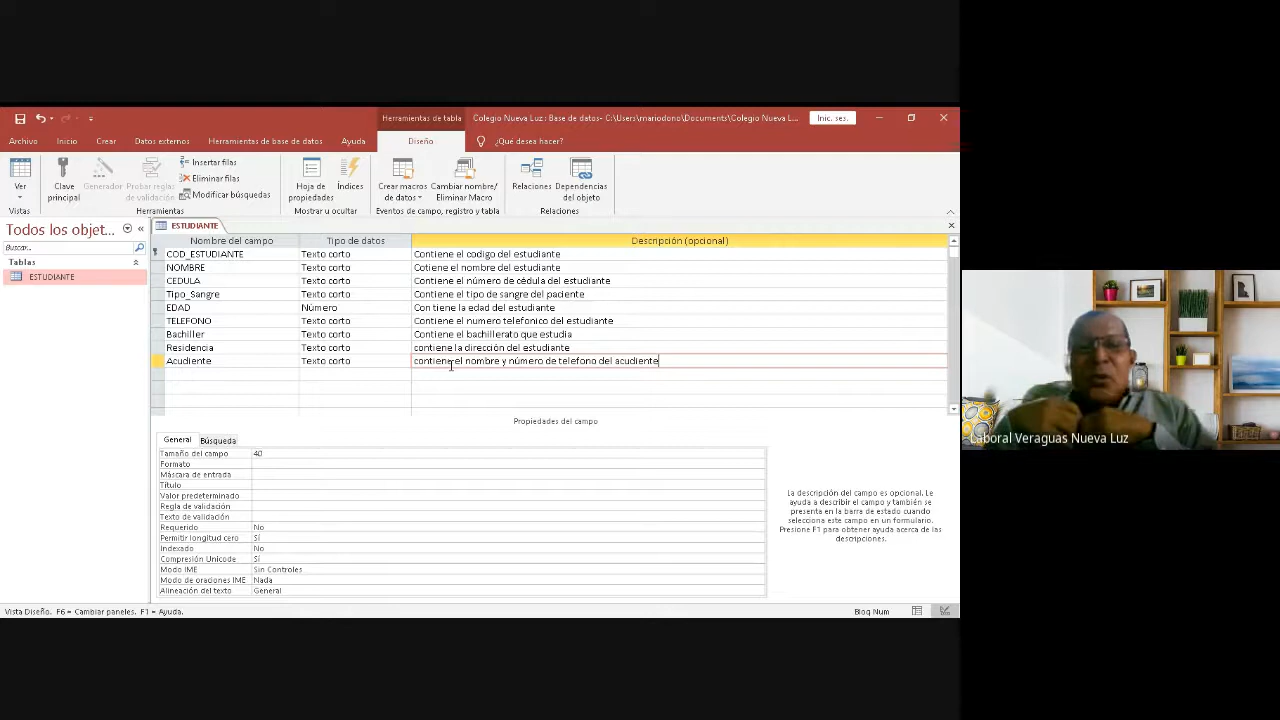 Herramientas de tabla
Colegio Nueva Luz : Base de datos- C:\Users\mariodono\Documents\Colegio Nueva L...
Inic. ses.
Archivo Inicio Crear Datos externos Herramientas de base de datos Ayuda Diseño ¿Qué desea hacer?
Ver
Clave principal
Generador
Probar reglas de validación
Insertar filas
Eliminar filas
Modificar búsquedas
Hoja de propiedades
Índices
Crear macros de datos
Cambiar nombre/ Eliminar Macro
Relaciones
Dependencias del objeto
Vistas Herramientas Mostrar u ocultar Eventos de campo, registro y tabla Relaciones
Todos los objet... «
Buscar...
Tablas
ESTUDIANTE
ESTUDIANTE
Nombre del campo Tipo de datos Descripción (opcional)
COD_ESTUDIANTE Texto corto Contiene el codigo del estudiante
NOMBRE Texto corto Cotiene el nombre del estudiante
CEDULA Texto corto Contiene el número de cédula del estudiante
Tipo_Sangre Texto corto Contiene el tipo de sangre del paciente
EDAD Número Con tiene la edad del estudiante
TELEFONO Texto corto Contiene el numero telefonico del estudiante
Bachiller Texto corto Contiene el bachillerato que estudia
Residencia Texto corto contiene la dirección del estudiante
Acudiente Texto corto contiene el nombre y número de telefono del acudiente
Propiedades del campo
General Búsqueda
Tamaño del campo 40
Formato
Máscara de entrada
Título
Valor predeterminado
Regla de validación
Texto de validación
Requerido No
Permitir longitud cero Sí
Indexado No
Compresión Unicode Sí
Modo IME Sin Controles
Modo de oraciones IME Nada
Alineación del texto General
La descripción del campo es opcional. Le
ayuda a describir el campo y también se
presenta en la barra de estado cuando
selecciona este campo en un formulario.
Presione F1 para obtener ayuda acerca de las
descripciones.
Vista Diseño. F6 = Cambiar paneles. F1 = Ayuda.
Bloq Num
Laboral Veraguas Nueva Luz